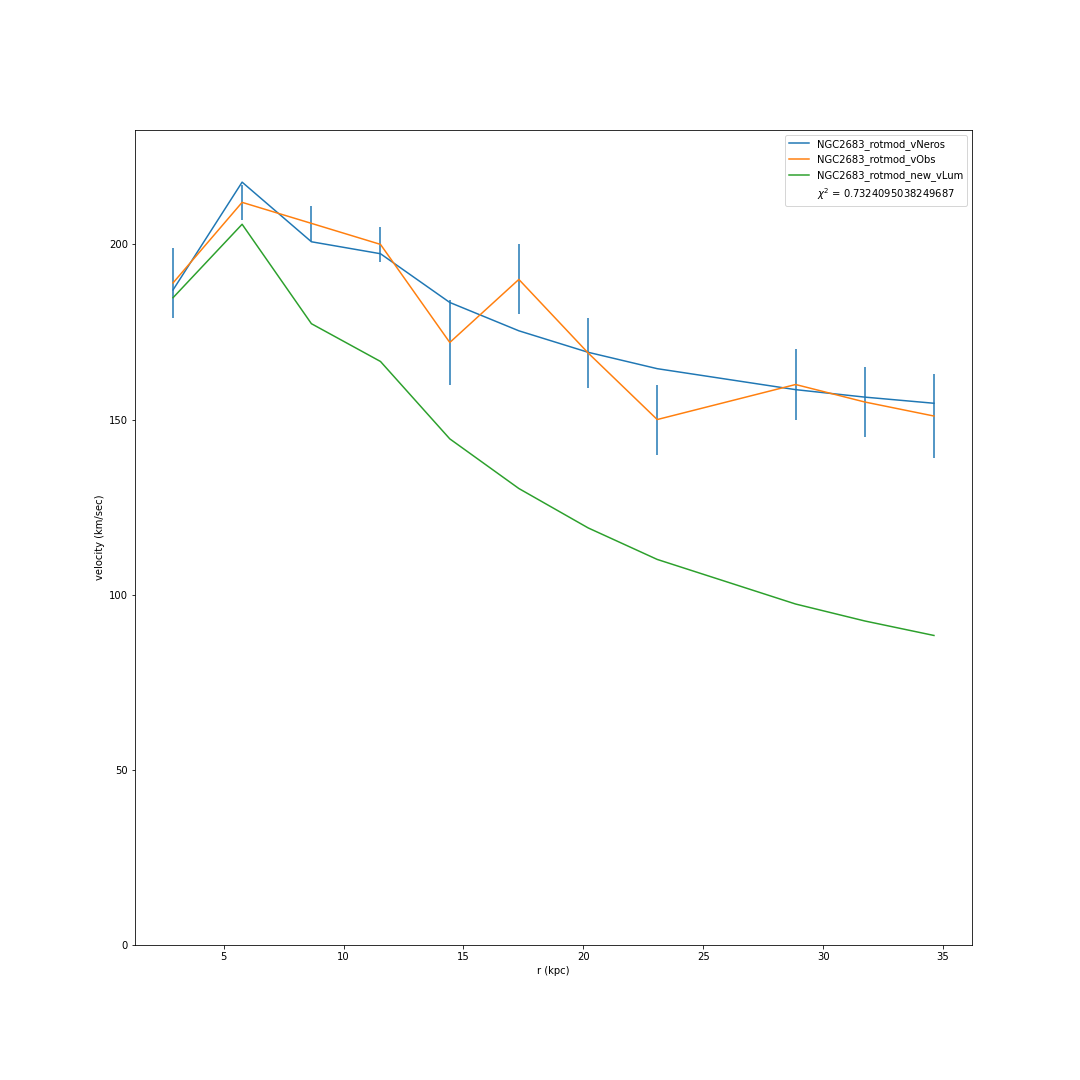 NGC2683_rotmod_vNeros
NGC2683_rotmod_vObs
NGC2683_rotmod_new_vLum
χ² = 0.7324095038249687
200
150
100
50
0
velocity (km/sec)
5 10 15 20 25 30 35
r (kpc)